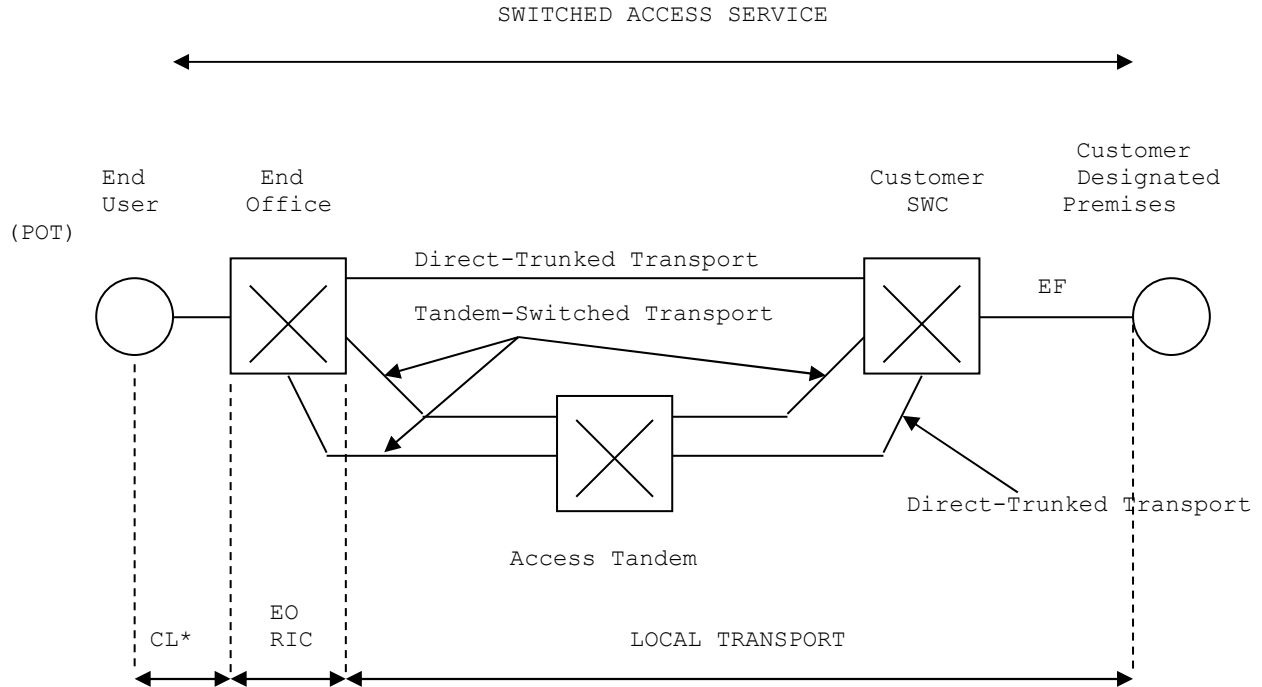 SWITCHED ACCESS SERVICE
Customer
End End Customer Designated
User Office SWC Premises
(POT)
Direct-Trunked Transport
EF
Tandem-Switched Transport
Direct-Trunked Transport
Access Tandem
EO
CL* RIC LOCAL TRANSPORT